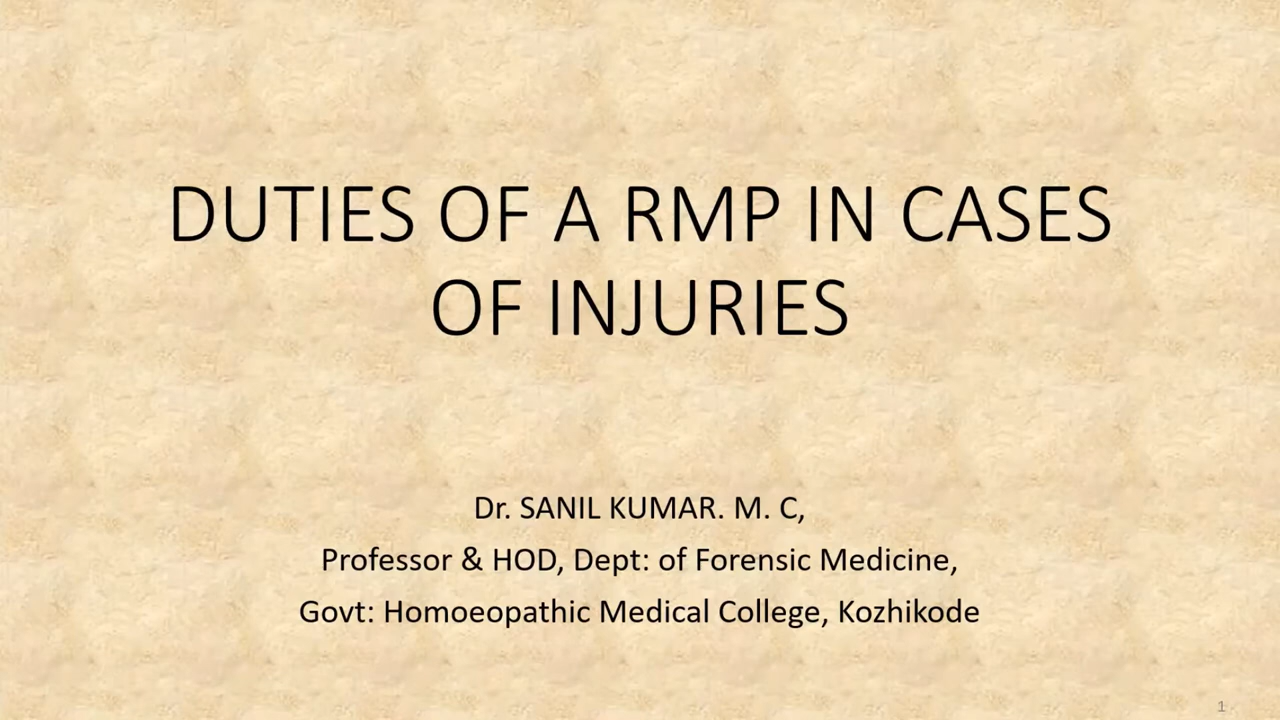 DUTIES OF A RMP IN CASES
OF INJURIES
Dr. SANIL KUMAR. M. C,
Professor & HOD, Dept: of Forensic Medicine,
Govt: Homoeopathic Medical College, Kozhikode
1